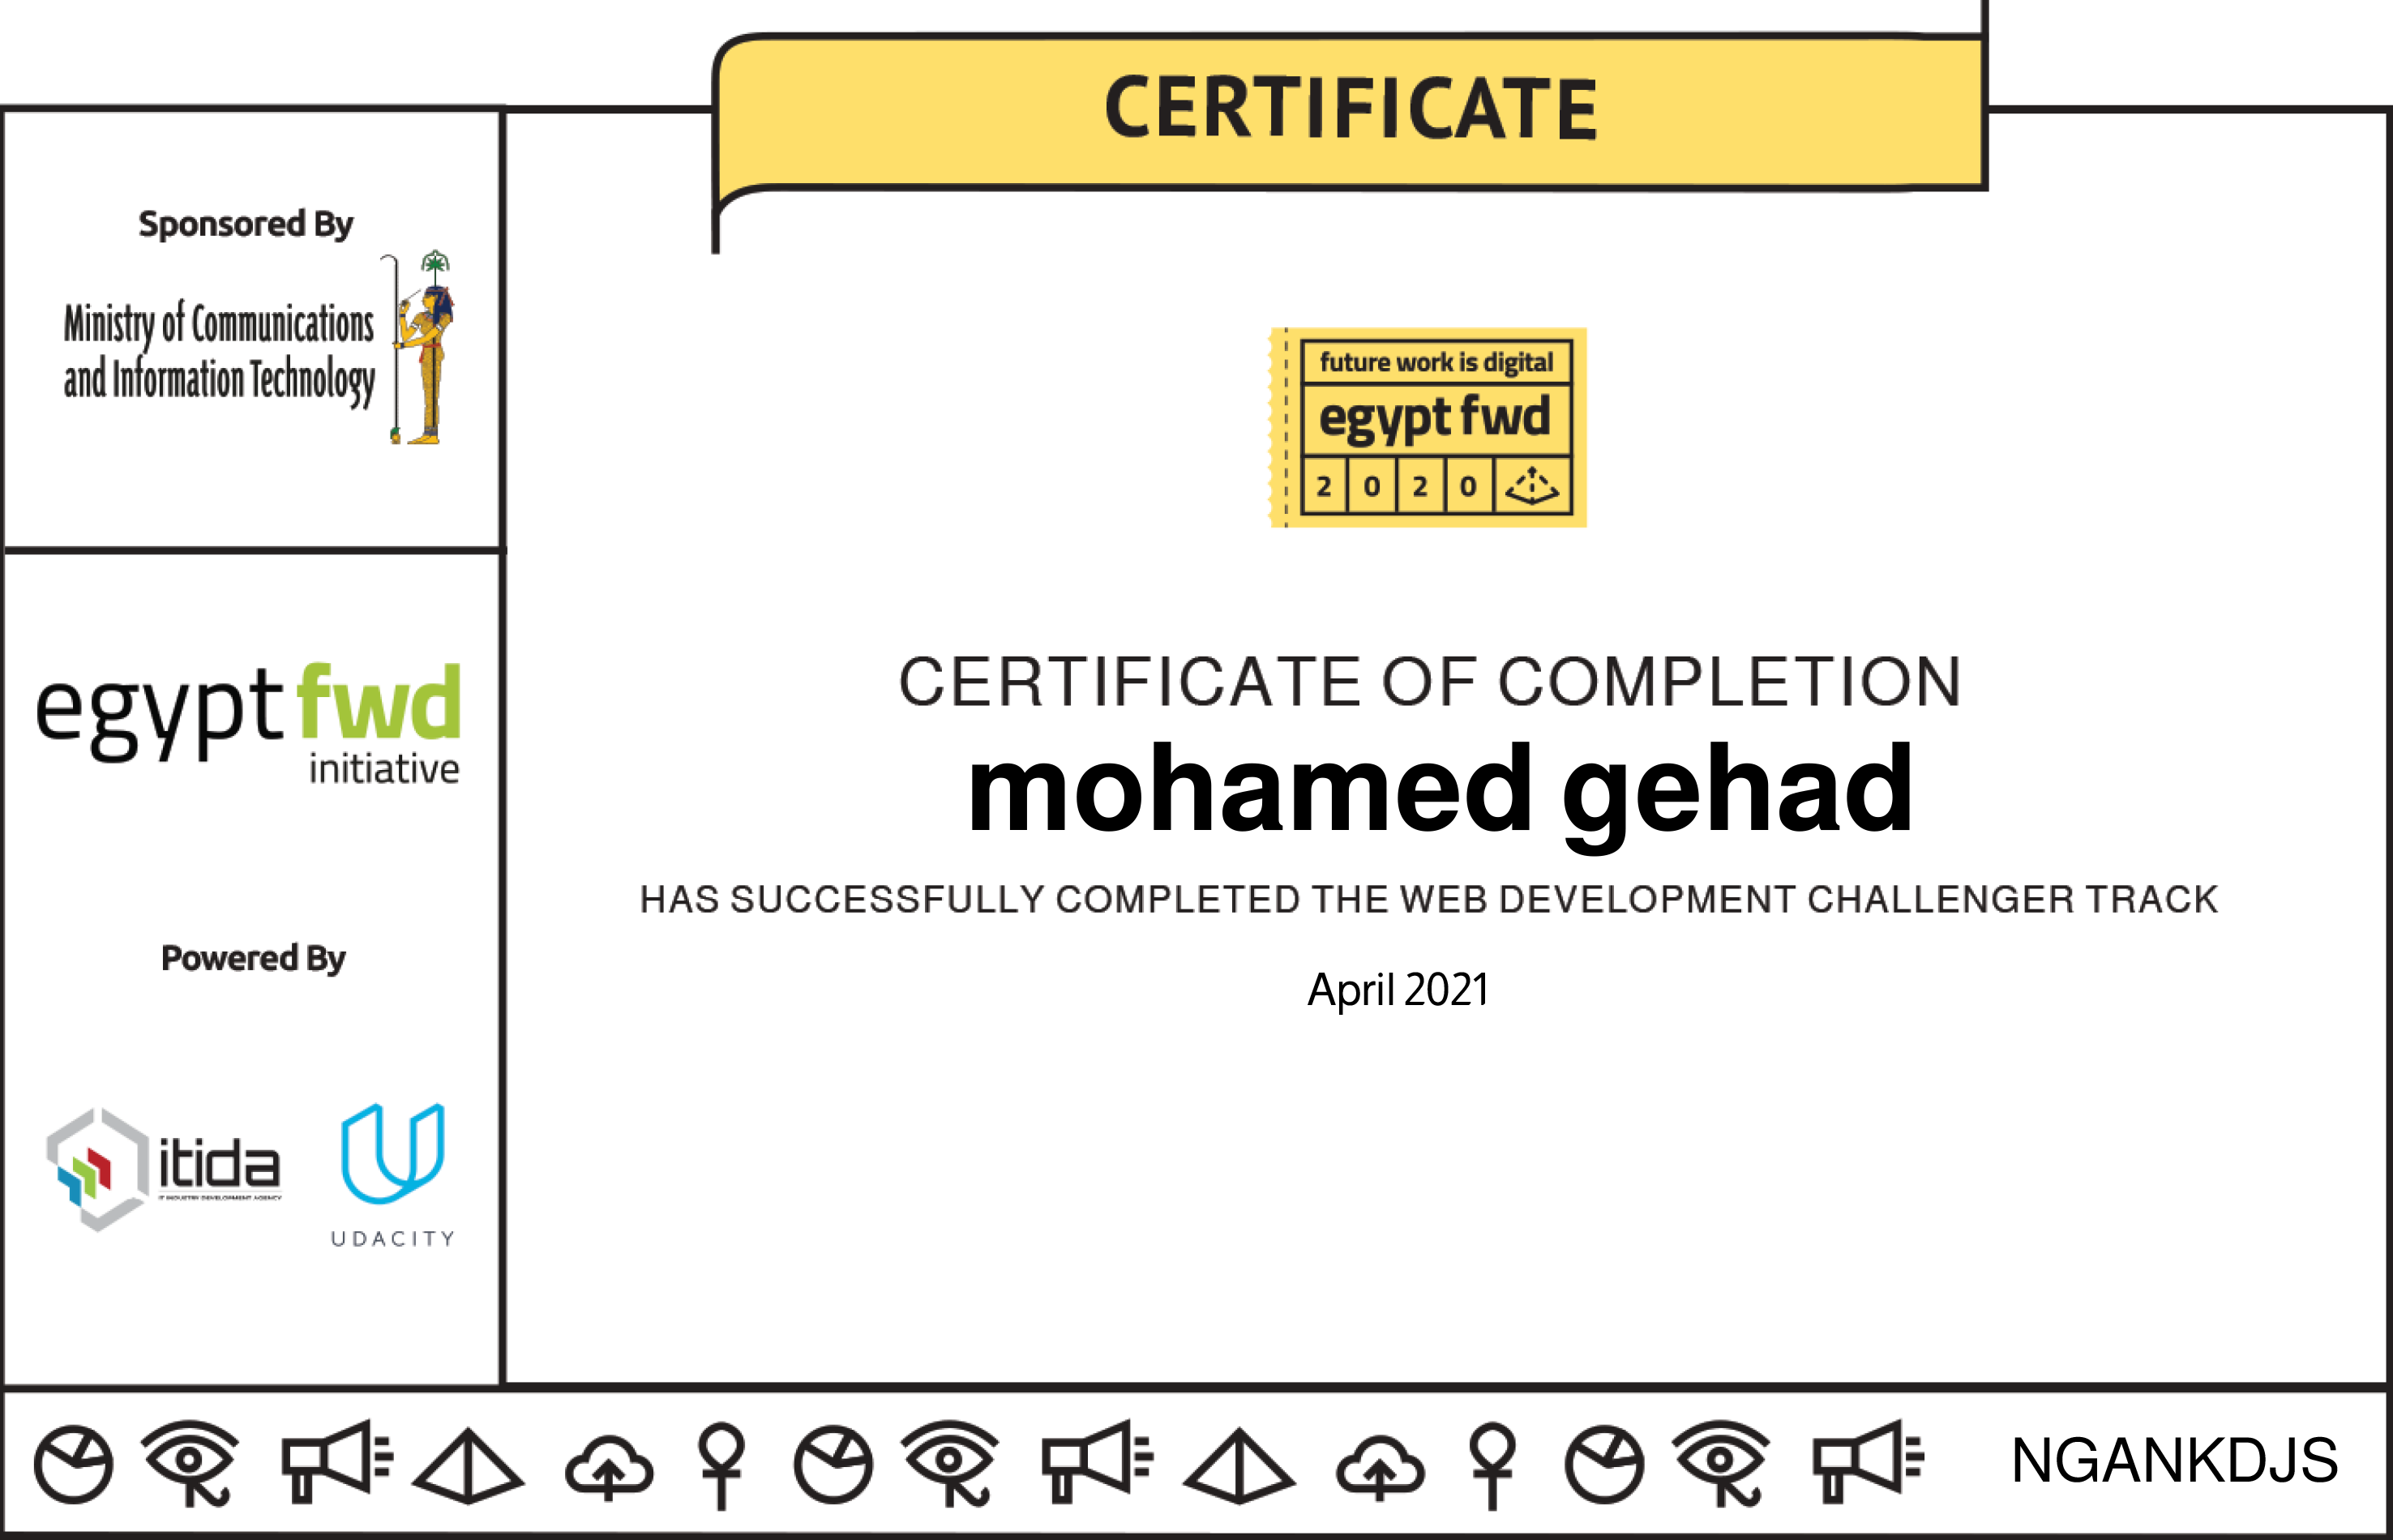 CERTIFICATE
Sponsored By
Ministry of Communications
and Information Technology
egypt fwd
initiative
Powered By
itida
IT INDUSTRY DEVELOPMENT AGENCY
UDACITY
future work is digital
egypt fwd
2 0 2 0
CERTIFICATE OF COMPLETION
mohamed gehad
HAS SUCCESSFULLY COMPLETED THE WEB DEVELOPMENT CHALLENGER TRACK
April 2021
NGANKDJS